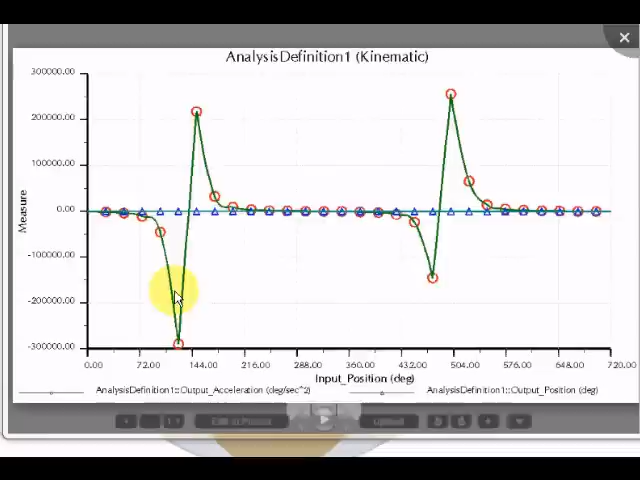 AnalysisDefinition1 (Kinematic)
300000.00
200000.00
100000.00
0.00
-100000.00
-200000.00
-300000.00
Measure
0.00 72.00 144.00 216.00 288.00 360.00 432.00 504.00 576.00 648.00 720.00
Input_Position (deg)
AnalysisDefinition1::Output_Acceleration (deg/sec^2) AnalysisDefinition1::Output_Position (deg)